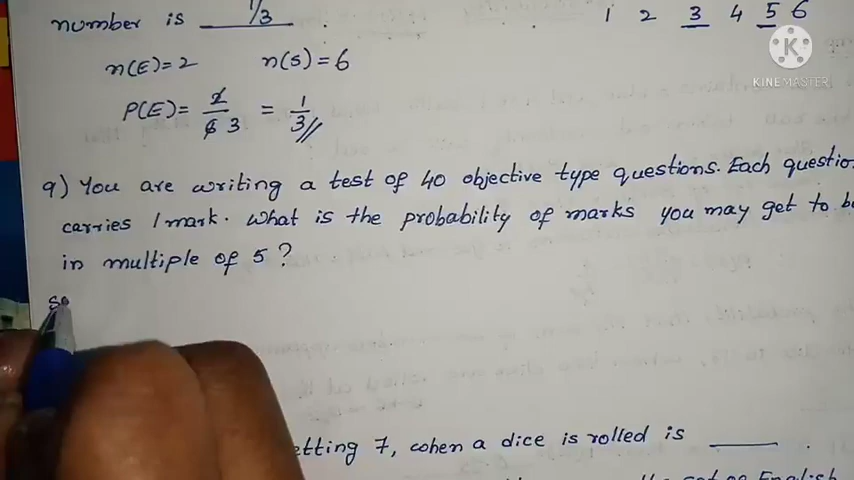 number is 1/3 .
1 2 3 4 5 6
n(E)=2 n(S)=6
KINEMASTER
P(E)= 2/6 3 = 1/3//
9) You are writing a test of 40 objective type questions. Each questio
carries 1 mark. What is the probability of marks you may get to b
in multiple of 5?
so
etting 7, when a dice is rolled is ______ .
English